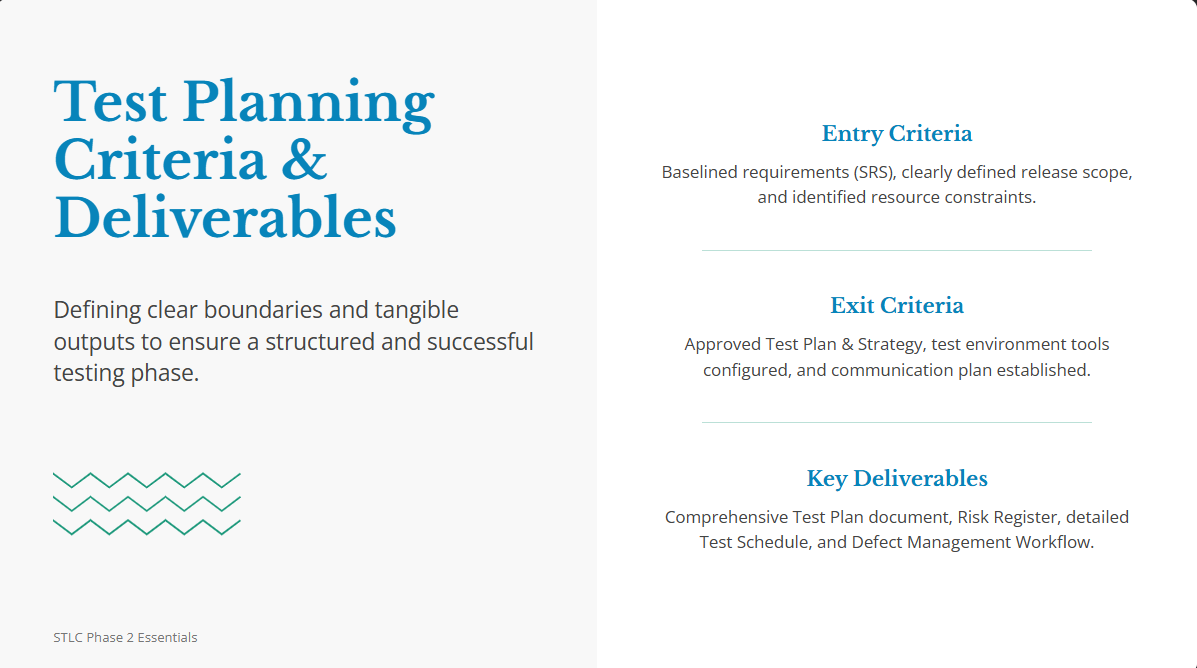 Test Planning
Criteria &
Deliverables
Defining clear boundaries and tangible
outputs to ensure a structured and successful
testing phase.
STLC Phase 2 Essentials
Entry Criteria
Baselined requirements (SRS), clearly defined release scope,
and identified resource constraints.
Exit Criteria
Approved Test Plan & Strategy, test environment tools
configured, and communication plan established.
Key Deliverables
Comprehensive Test Plan document, Risk Register, detailed
Test Schedule, and Defect Management Workflow.